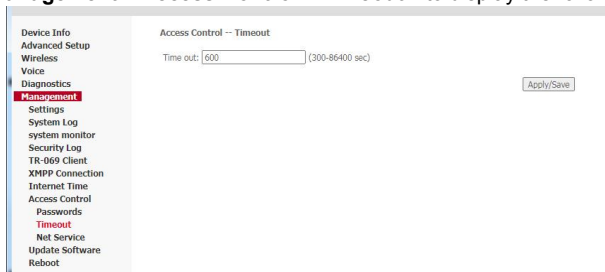 Device Info
Advanced Setup
Wireless
Voice
Diagnostics
Management
Settings
System Log
system monitor
Security Log
TR-069 Client
XMPP Connection
Internet Time
Access Control
Passwords
Timeout
Net Service
Update Software
Reboot
Access Control -- Timeout
Time out: 600 (300-86400 sec)
Apply/Save